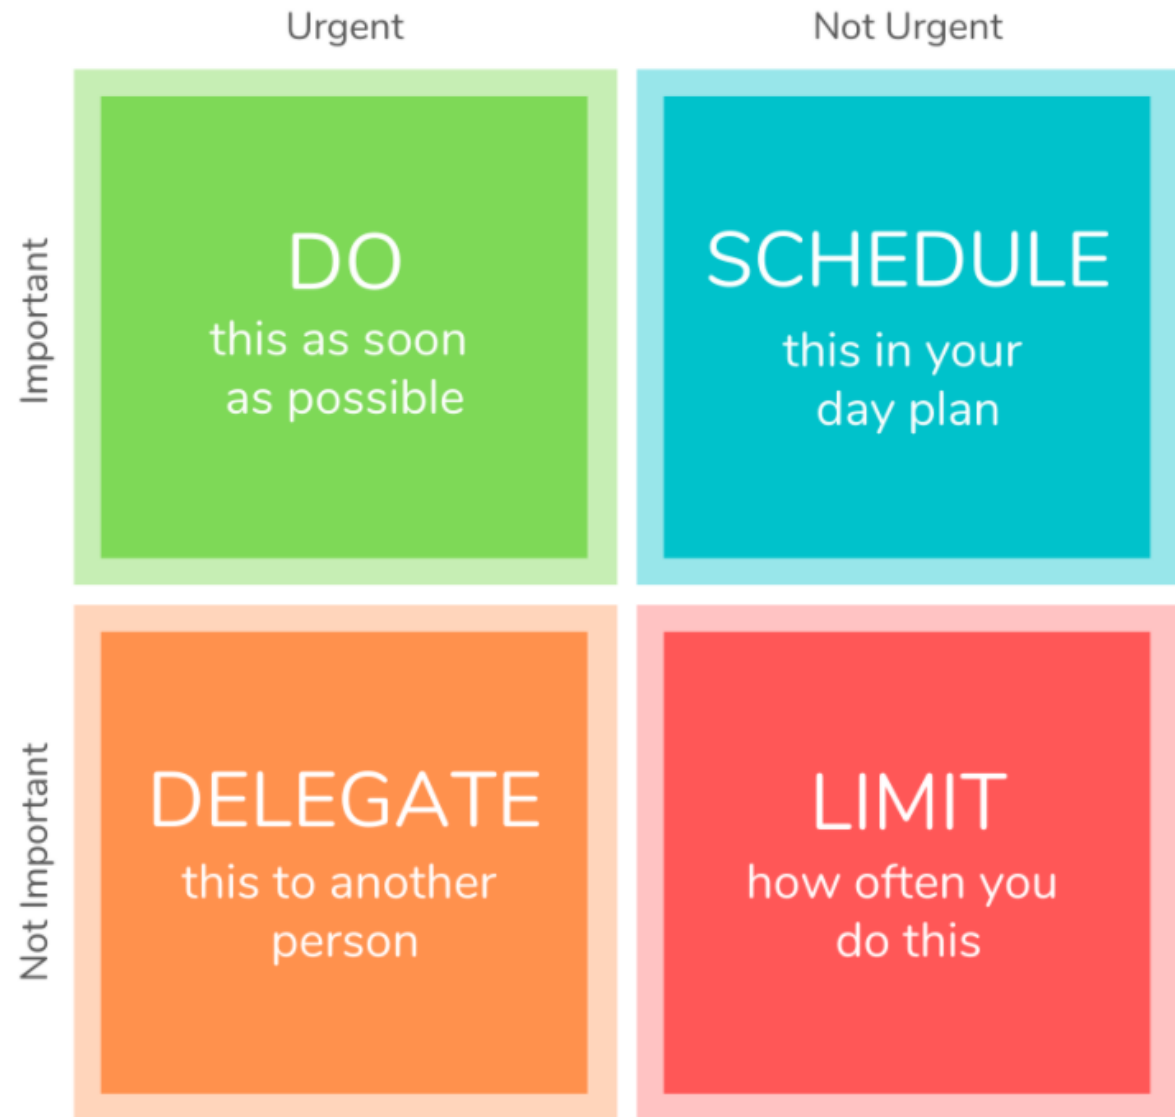 Urgent
Not Urgent
Important
DO
this as soon
as possible
SCHEDULE
this in your
day plan
Not Important
DELEGATE
this to another
person
LIMIT
how often you
do this